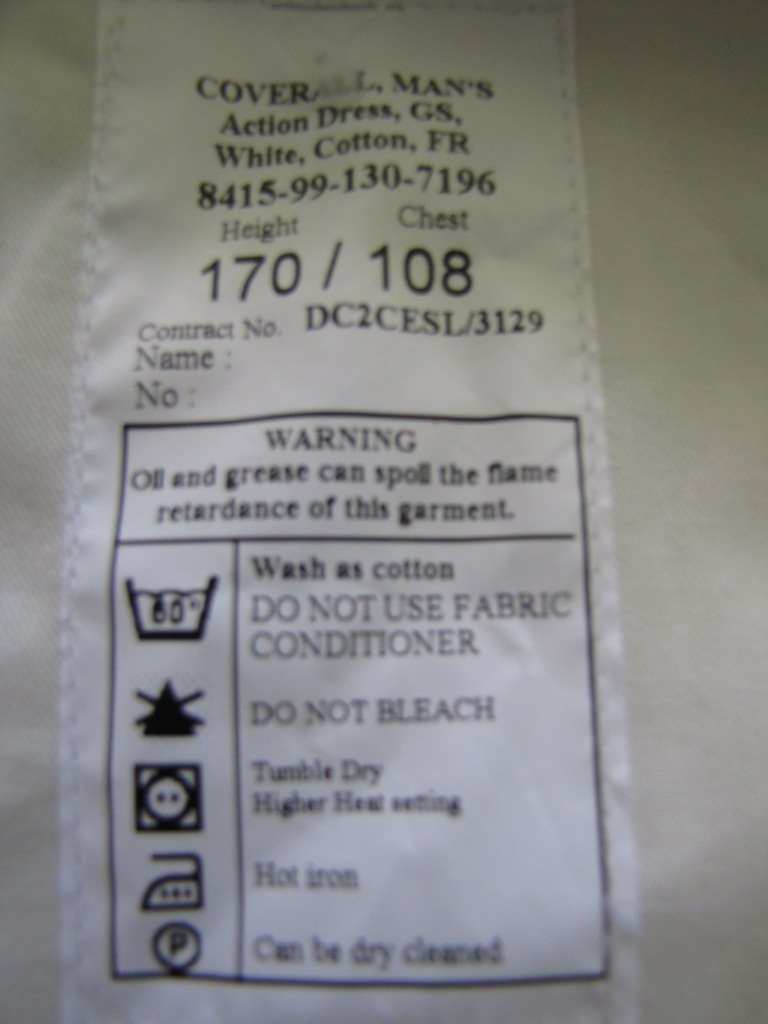 COVERALL, MAN'S
Action Dress, GS,
White, Cotton, FR
8415-99-130-7196
Height Chest
170 / 108
Contract No. DC2CESL/3129
Name :
No :
WARNING
Oil and grease can spoil the flame
retardance of this garment.
60°
Wash as cotton
DO NOT USE FABRIC
CONDITIONER
DO NOT BLEACH
Tumble Dry
Higher Heat setting
Hot iron
P
Can be dry cleaned